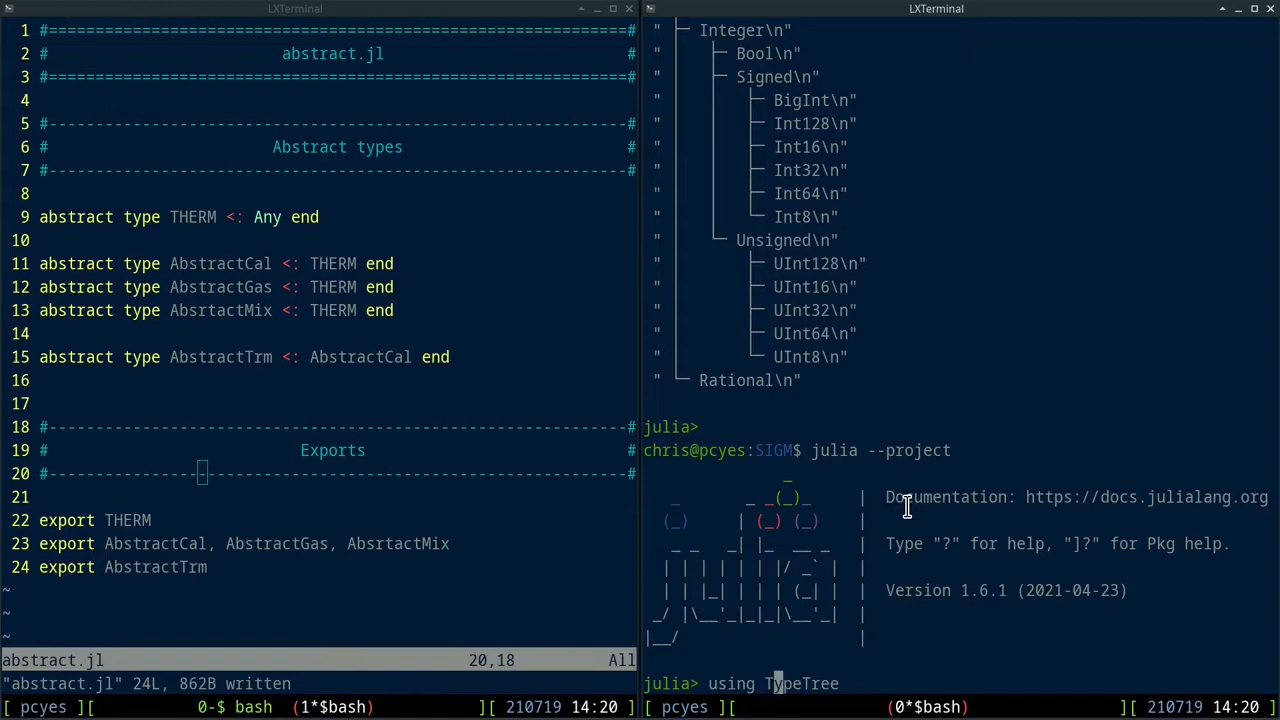 LXTerminal
1 #==============================================================#
2 # abstract.jl #
3 #==============================================================#
4
5 #--------------------------------------------------------------#
6 # Abstract types #
7 #--------------------------------------------------------------#
8
9 abstract type THERM <: Any end
10
11 abstract type AbstractCal <: THERM end
12 abstract type AbstractGas <: THERM end
13 abstract type AbsrtactMix <: THERM end
14
15 abstract type AbstractTrm <: AbstractCal end
16
17
18 #--------------------------------------------------------------#
19 # Exports #
20 #--------------------------------------------------------------#
21
22 export THERM
23 export AbstractCal, AbstractGas, AbsrtactMix
24 export AbstractTrm
~
~
~
abstract.jl 20,18 All
"abstract.jl" 24L, 862B written
[ pcyes ][ 0-$ bash (1*$bash) ][ 210719 14:20 ]
LXTerminal
" ├─ Integer\n"
" │  ├─ Bool\n"
" │  ├─ Signed\n"
" │  │  ├─ BigInt\n"
" │  │  ├─ Int128\n"
" │  │  ├─ Int16\n"
" │  │  ├─ Int32\n"
" │  │  ├─ Int64\n"
" │  │  └─ Int8\n"
" │  └─ Unsigned\n"
" │     ├─ UInt128\n"
" │     ├─ UInt16\n"
" │     ├─ UInt32\n"
" │     ├─ UInt64\n"
" │     └─ UInt8\n"
" └─ Rational\n"
julia>
chris@pcyes:SIGM$ julia --project
               _
   _       _ _(_)_     |  Documentation: https://docs.julialang.org
  (_)     | (_) (_)    |
   _ _   _| |_  __ _   |  Type "?" for help, "]?" for Pkg help.
  | | | | | | |/ _` |  |
  | | |_| | | | (_| |  |  Version 1.6.1 (2021-04-23)
 _/ |\__'_|_|_|\__'_|  |
|__/                   |
julia> using TypeTree
[ pcyes ][ (0*$bash) ][ 210719 14:20 ]